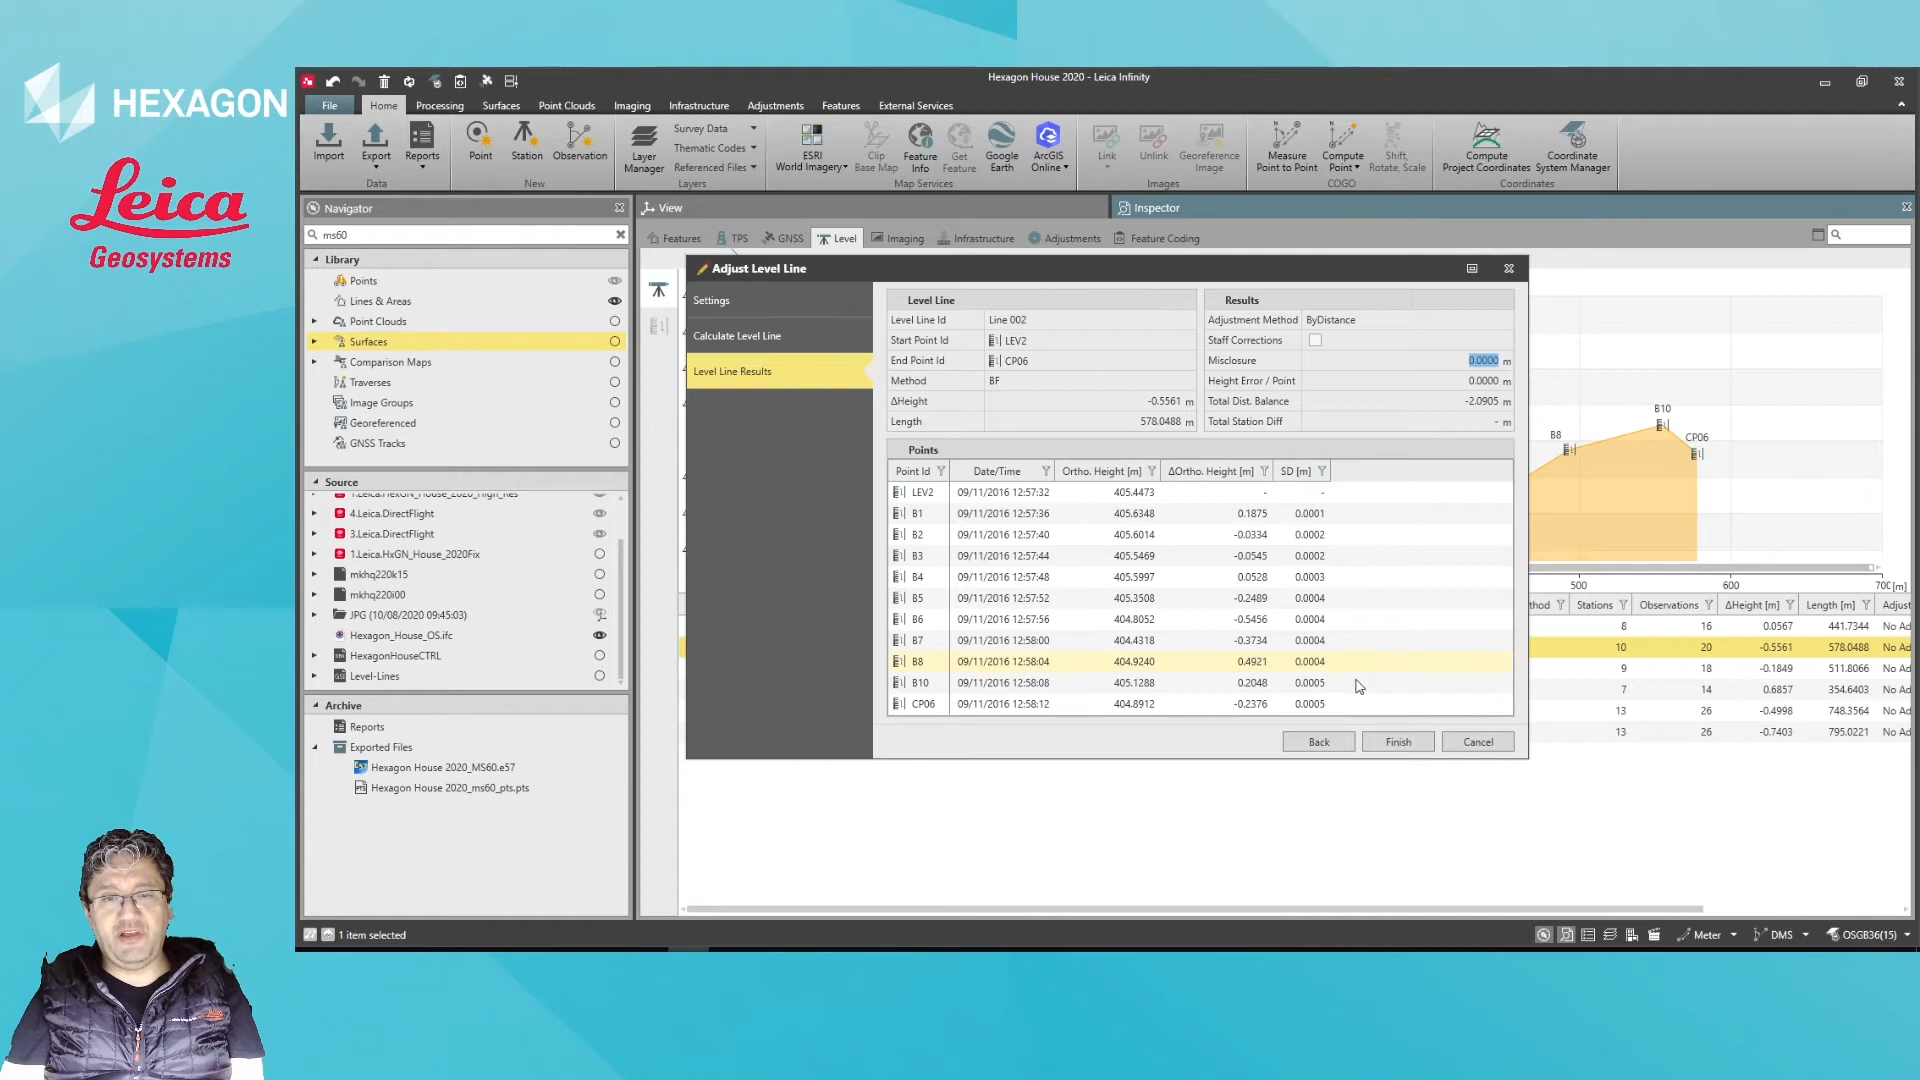 HEXAGON
Leica
Geosystems
Hexagon House 2020 - Leica Infinity
File Home Processing Surfaces Point Clouds Imaging Infrastructure Adjustments Features External Services
Import Export Reports
Data
Point Station Observation
New
Layer Manager
Survey Data
Thematic Codes
Referenced Files
Layers
ESRI World Imagery
Clip Base Map
Feature Info
Get Feature
Google Earth
ArcGIS Online
Map Services
Link Unlink Georeference Image
Images
Measure Point to Point
Compute Point
Shift, Rotate, Scale
COGO
Compute Project Coordinates
Coordinate System Manager
Coordinates
Navigator
ms60
Library
Points
Lines & Areas
Point Clouds
Surfaces
Comparison Maps
Traverses
Image Groups
Georeferenced
GNSS Tracks
Source
1.Leica.HexGN_House_2020_High_Res
4.Leica.DirectFlight
3.Leica.DirectFlight
1.Leica.HxGN_House_2020Fix
mkhq220k15
mkhq220i00
JPG (10/08/2020 09:45:03)
Hexagon_House_OS.ifc
HexagonHouseCTRL
Level-Lines
Archive
Reports
Exported Files
Hexagon House 2020_MS60.e57
Hexagon House 2020_ms60_pts.pts
1 item selected
View
Inspector
Features TPS GNSS Level Imaging Infrastructure Adjustments Feature Coding
Adjust Level Line
Settings
Calculate Level Line
Level Line Results
Level Line
Level Line Id Line 002
Start Point Id LEV2
End Point Id CP06
Method BF
ΔHeight -0.5561 m
Length 578.0488 m
Results
Adjustment Method ByDistance
Staff Corrections
Misclosure 0.0000 m
Height Error / Point 0.0000 m
Total Dist. Balance -2.0905 m
Total Station Diff - m
Points
Point Id Date/Time Ortho. Height [m] ΔOrtho. Height [m] SD [m]
LEV2 09/11/2016 12:57:32 405.4473 - -
B1 09/11/2016 12:57:36 405.6348 0.1875 0.0001
B2 09/11/2016 12:57:40 405.6014 -0.0334 0.0002
B3 09/11/2016 12:57:44 405.5469 -0.0545 0.0002
B4 09/11/2016 12:57:48 405.5997 0.0528 0.0003
B5 09/11/2016 12:57:52 405.3508 -0.2489 0.0004
B6 09/11/2016 12:57:56 404.8052 -0.5456 0.0004
B7 09/11/2016 12:58:00 404.4318 -0.3734 0.0004
B8 09/11/2016 12:58:04 404.9240 0.4921 0.0004
B10 09/11/2016 12:58:08 405.1288 0.2048 0.0005
CP06 09/11/2016 12:58:12 404.8912 -0.2376 0.0005
Back Finish Cancel
B8
B10
CP06
500 600 700 [m]
thod Stations Observations ΔHeight [m] Length [m] Adjust
8 16 0.0567 441.7344 No Ad
10 20 -0.5561 578.0488 No Ad
9 18 -0.1849 511.8066 No Ad
7 14 0.6857 354.6403 No Ad
13 26 -0.4998 748.3564 No Ad
13 26 -0.7403 795.0221 No Ad
Meter DMS OSGB36(15)